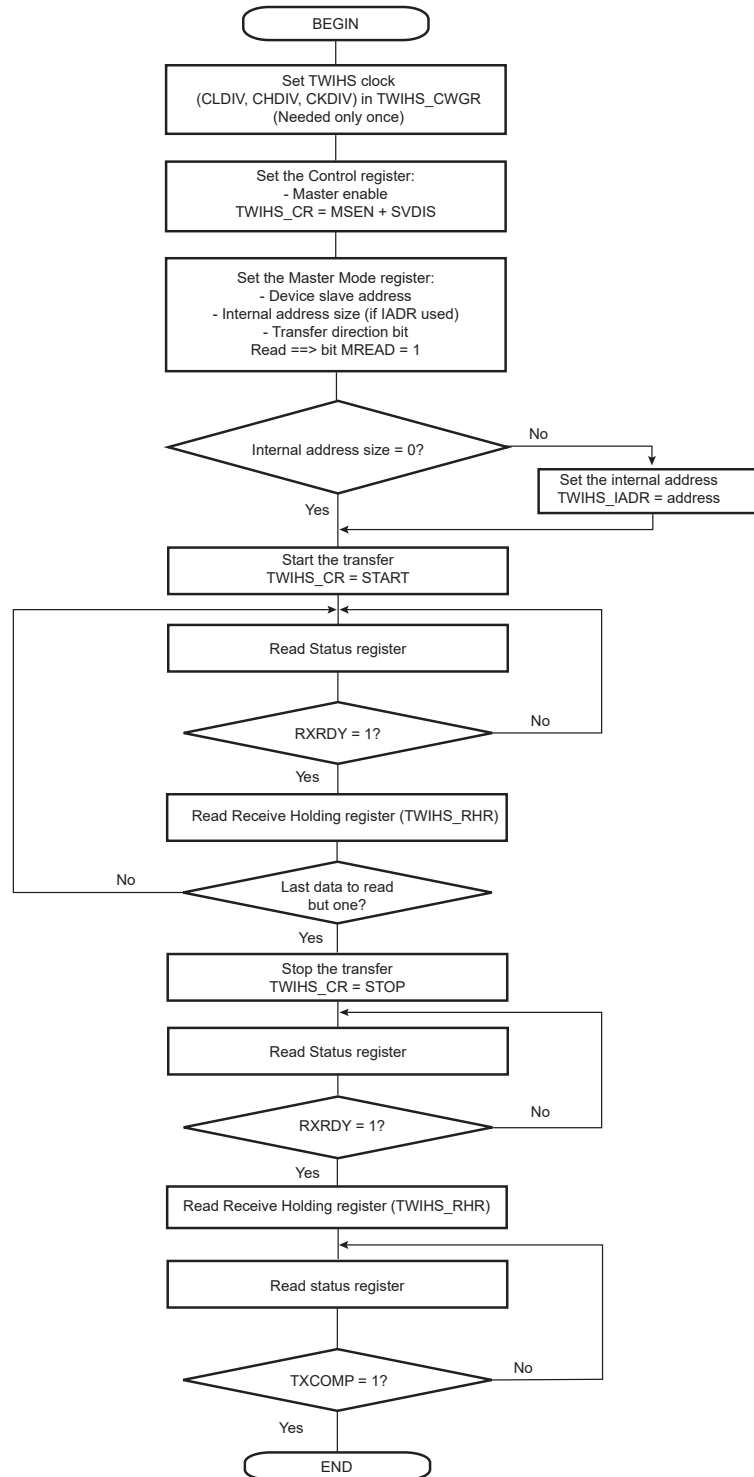 BEGIN
Set TWIHS clock
(CLDIV, CHDIV, CKDIV) in TWIHS_CWGR
(Needed only once)
Set the Control register:
- Master enable
TWIHS_CR = MSEN + SVDIS
Set the Master Mode register:
- Device slave address
- Internal address size (if IADR used)
- Transfer direction bit
Read ==> bit MREAD = 1
Internal address size = 0?
No
Set the internal address
TWIHS_IADR = address
Yes
Start the transfer
TWIHS_CR = START
Read Status register
RXRDY = 1?
No
Yes
Read Receive Holding register (TWIHS_RHR)
Last data to read
but one?
No
Yes
Stop the transfer
TWIHS_CR = STOP
Read Status register
RXRDY = 1?
No
Yes
Read Receive Holding register (TWIHS_RHR)
Read status register
TXCOMP = 1?
No
Yes
END